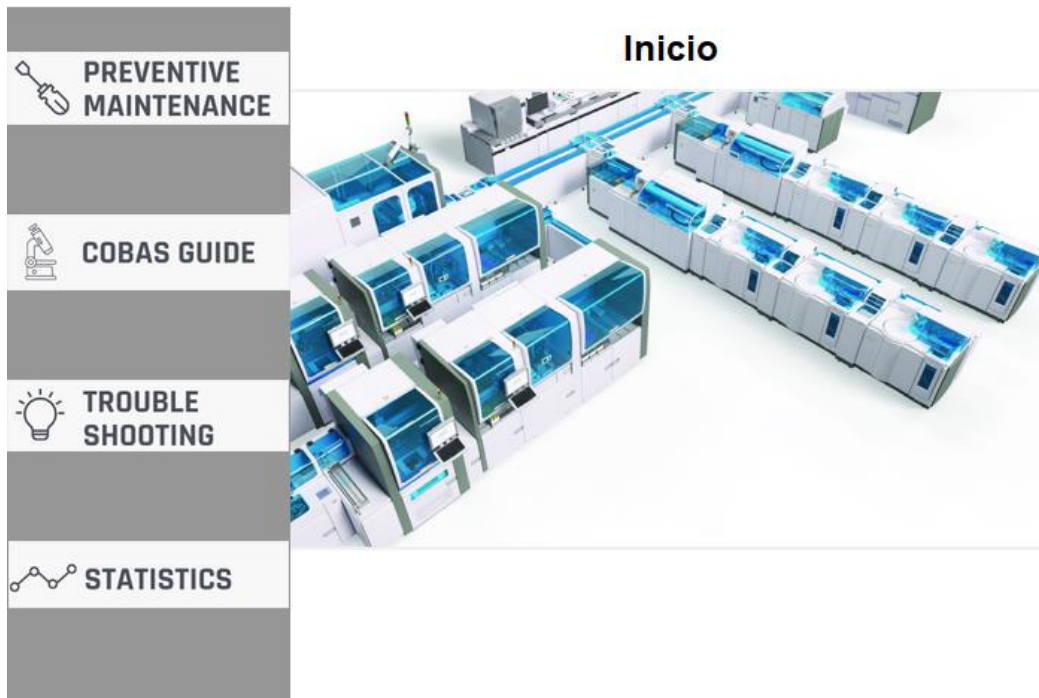 Inicio
PREVENTIVE
MAINTENANCE
COBAS GUIDE
TROUBLE
SHOOTING
STATISTICS